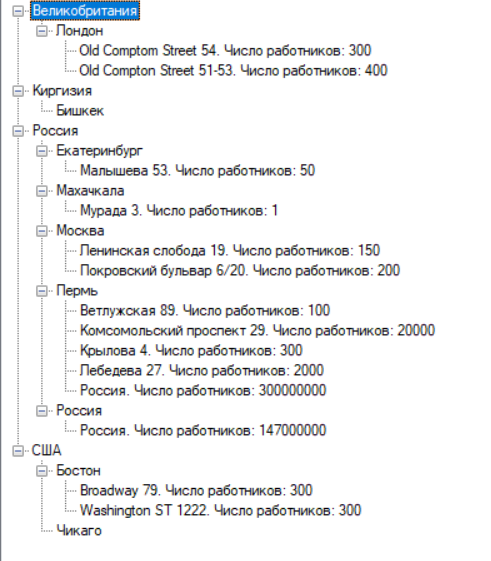 Великобритания
Лондон
Old Comptom Street 54. Число работников: 300
Old Compton Street 51-53. Число работников: 400
Киргизия
Бишкек
Россия
Екатеринбург
Малышева 53. Число работников: 50
Махачкала
Мурада 3. Число работников: 1
Москва
Ленинская слобода 19. Число работников: 150
Покровский бульвар 6/20. Число работников: 200
Пермь
Ветлужская 89. Число работников: 100
Комсомольский проспект 29. Число работников: 20000
Крылова 4. Число работников: 300
Лебедева 27. Число работников: 2000
Россия. Число работников: 300000000
Россия
Россия. Число работников: 147000000
США
Бостон
Broadway 79. Число работников: 300
Washington ST 1222. Число работников: 300
Чикаго